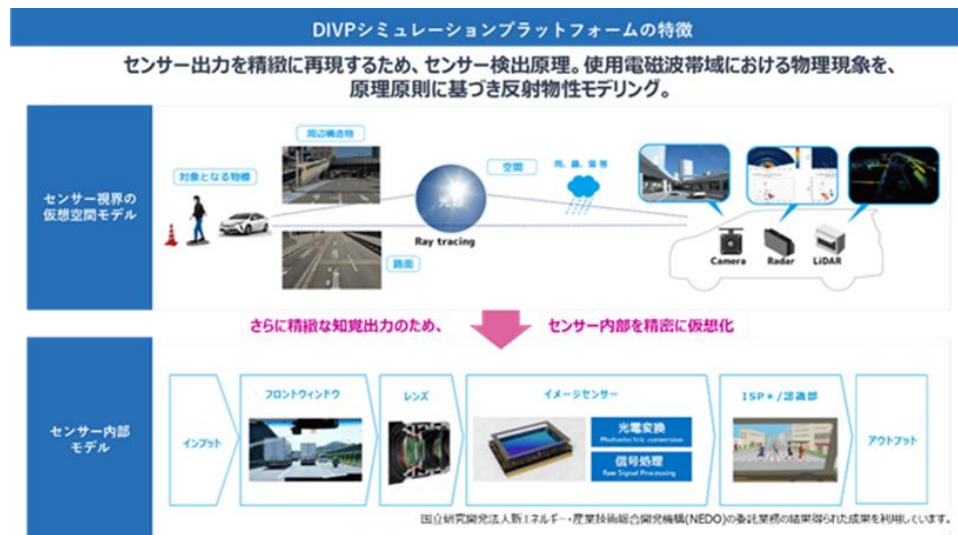 DIVPシミュレーションプラットフォームの特徴
センサー出力を精緻に再現するため、センサー検出原理。使用電磁波帯域における物理現象を、
原理原則に基づき反射物性モデリング。
センサー視界の
仮想空間モデル
対象となる物標
周辺構造物
路面
光源
Ray tracing
空間
雨、霧、雪 等
Camera
Radar
LiDAR
さらに精緻な知覚出力のため、
センサー内部を精密に仮想化
センサー内部
モデル
インプット
フロントウィンドウ
レンズ
イメージセンサー
光電変換
Photoelectric conversion
信号処理
Raw Signal Processing
ISP*/認識部
アウトプット
国立研究開発法人新エネルギー・産業技術総合開発機構(NEDO)の委託業務の結果得られた成果を利用しています。